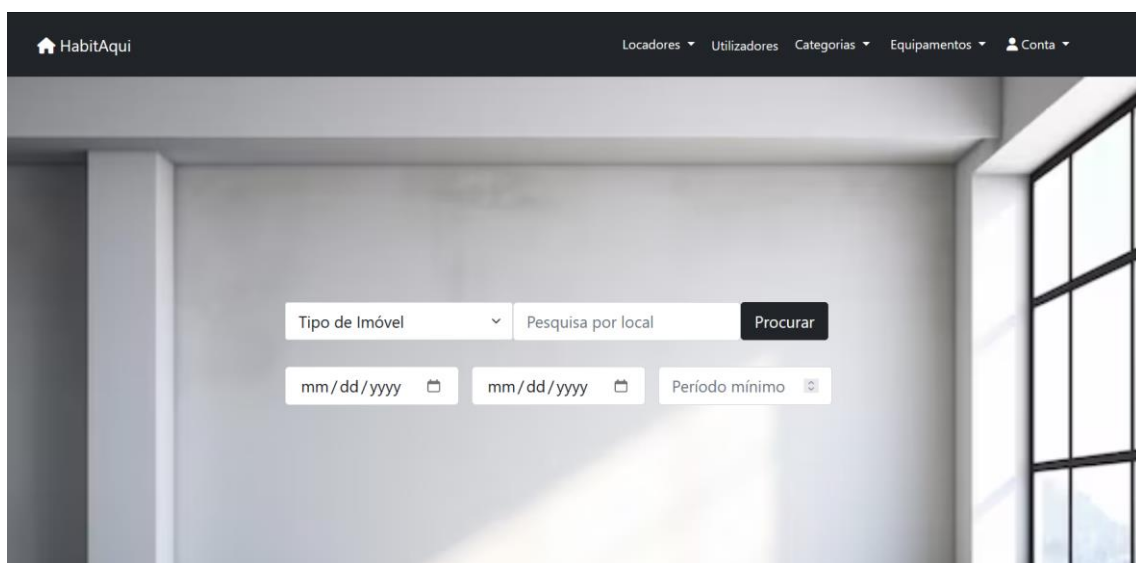 HabitAqui Locadores Utilizadores Categorias Equipamentos Conta
Tipo de Imóvel Pesquisa por local Procurar
mm/dd/yyyy mm/dd/yyyy Período mínimo